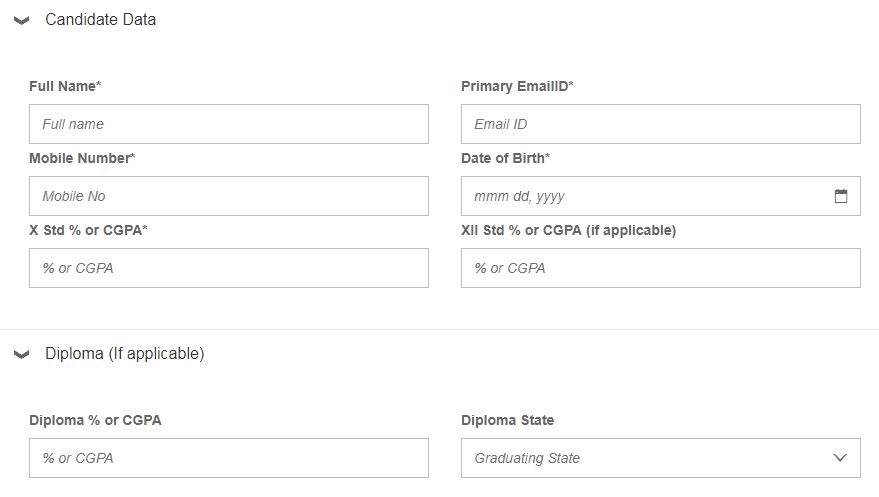 Candidate Data
Full Name*
Primary EmailID*
Full name
Email ID
Mobile Number*
Date of Birth*
Mobile No
mmm dd, yyyy
X Std % or CGPA*
XII Std % or CGPA (if applicable)
% or CGPA
% or CGPA
Diploma (If applicable)
Diploma % or CGPA
Diploma State
% or CGPA
Graduating State